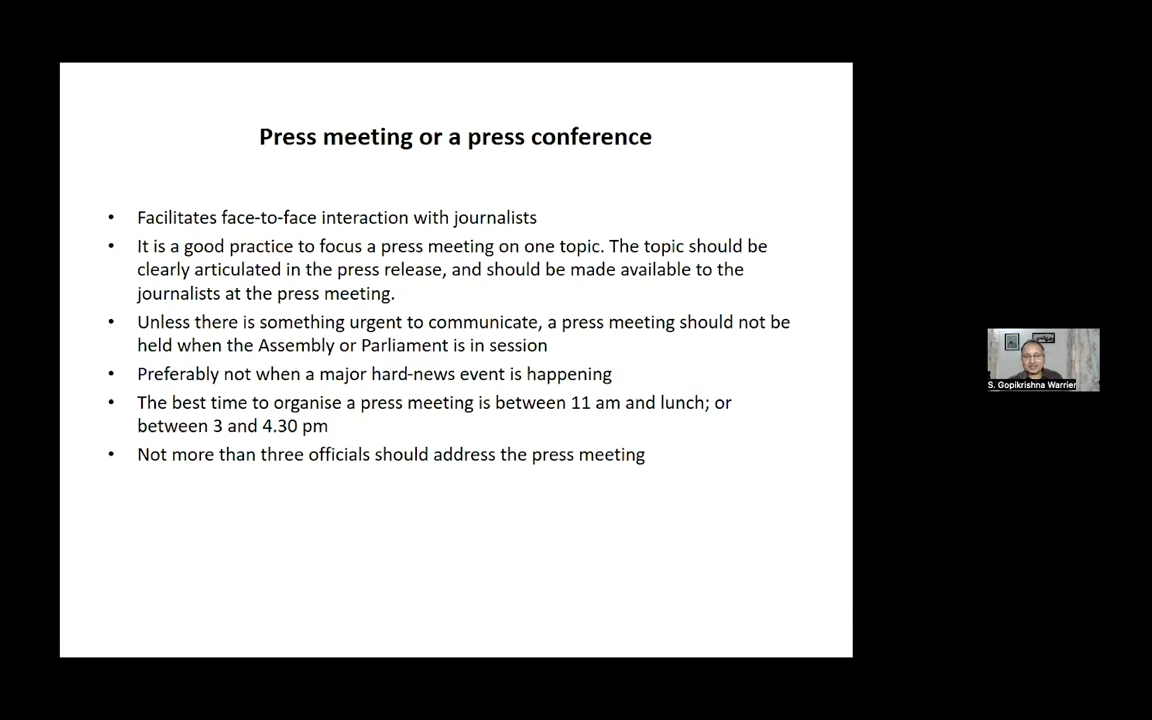 Press meeting or a press conference
• Facilitates face-to-face interaction with journalists
• It is a good practice to focus a press meeting on one topic. The topic should be
clearly articulated in the press release, and should be made available to the
journalists at the press meeting.
• Unless there is something urgent to communicate, a press meeting should not be
held when the Assembly or Parliament is in session
• Preferably not when a major hard-news event is happening
• The best time to organise a press meeting is between 11 am and lunch; or
between 3 and 4.30 pm
• Not more than three officials should address the press meeting
S. Gopikrishna Warrier